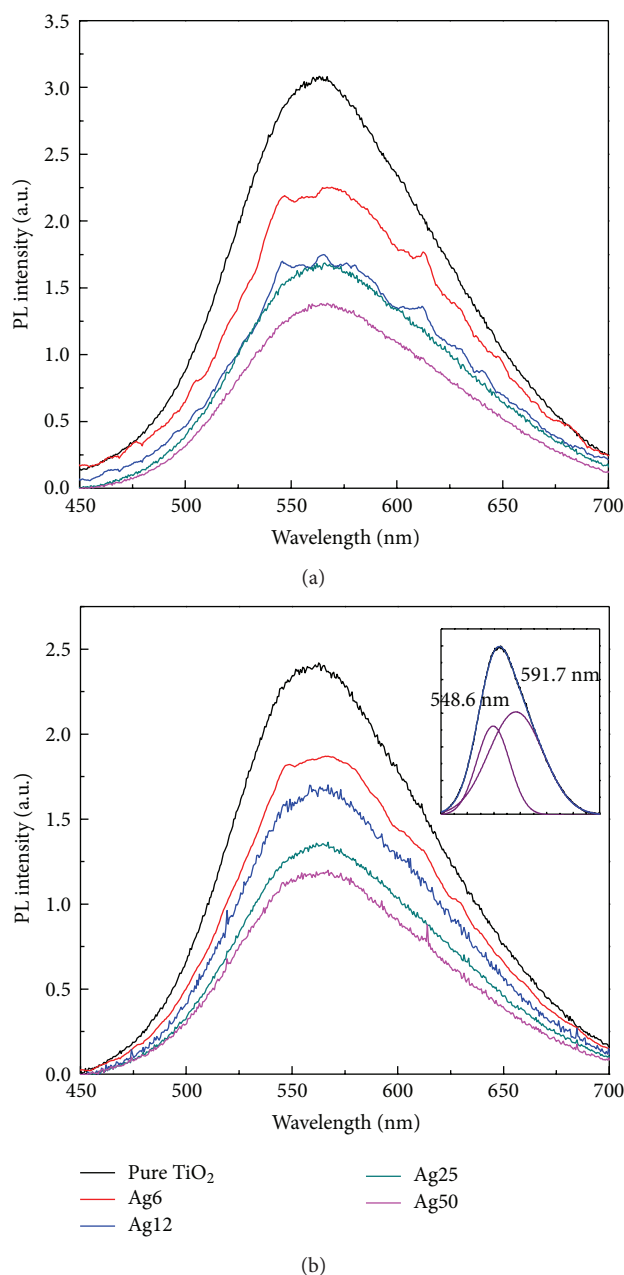 3.5
3.0
2.5
2.0
1.5
1.0
0.5
0.0
PL intensity (a.u.)
450 500 550 600 650 700
Wavelength (nm)
(a)
2.5
2.0
1.5
1.0
0.5
0.0
PL intensity (a.u.)
591.7 nm
548.6 nm
450 500 550 600 650 700
Wavelength (nm)
Pure TiO₂ Ag25
Ag6 Ag50
Ag12
(b)